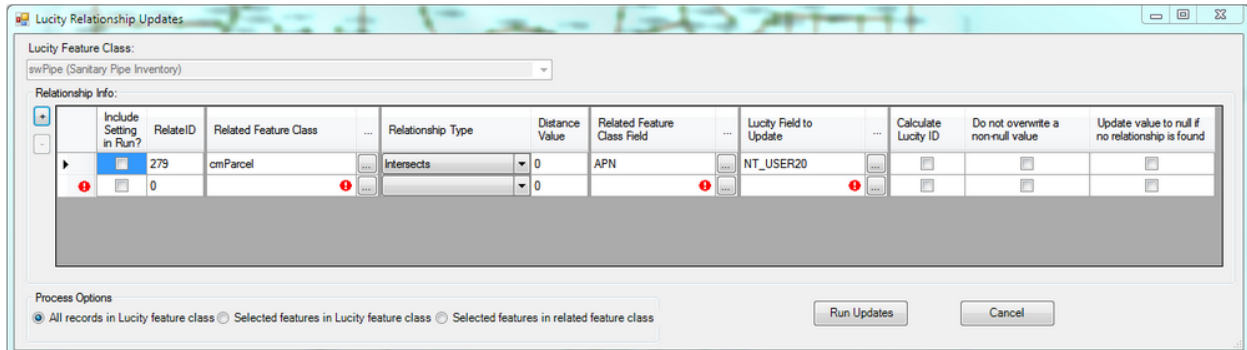 Lucity Relationship Updates
Lucity Feature Class:
swPipe (Sanitary Pipe Inventory)
Relationship Info:
+
-
Include Setting in Run? RelateID Related Feature Class ... Relationship Type Distance Value Related Feature Class Field ... Lucity Field to Update ... Calculate Lucity ID Do not overwrite a non-null value Update value to null if no relationship is found
279 cmParcel ... Intersects 0 APN ... NT_USER20 ...
! 0 ! ... 0 ! ... ! ...
Process Options
All records in Lucity feature class Selected features in Lucity feature class Selected features in related feature class
Run Updates Cancel